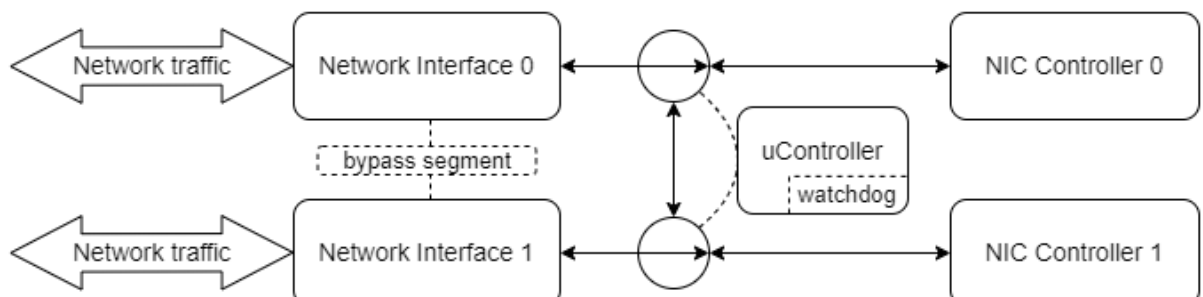 Network traffic
Network Interface 0
NIC Controller 0
bypass segment
uController
watchdog
Network traffic
Network Interface 1
NIC Controller 1